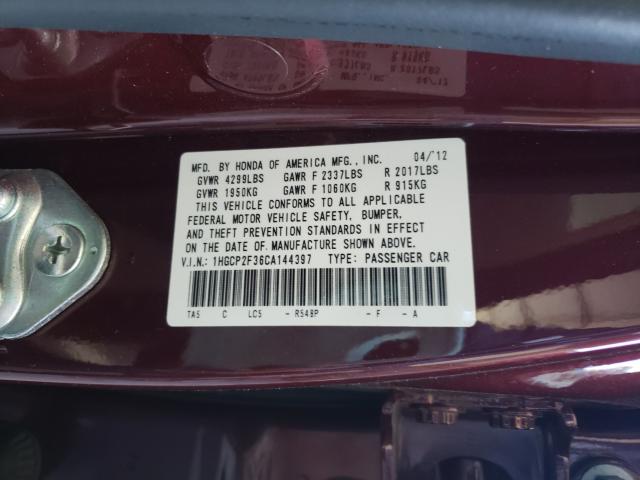 MFD. BY HONDA OF AMERICA MFG., INC. 04/12
GVWR 4299LBS GAWR F 2337LBS R 2017LBS
GVWR 1950KG GAWR F 1060KG R 915KG
THIS VEHICLE CONFORMS TO ALL APPLICABLE
FEDERAL MOTOR VEHICLE SAFETY, BUMPER,
AND THEFT PREVENTION STANDARDS IN EFFECT
ON THE DATE OF MANUFACTURE SHOWN ABOVE.
V.I.N.: 1HGCP2F36CA144397 TYPE: PASSENGER CAR
TA5 C LC5 - R548P - F - A